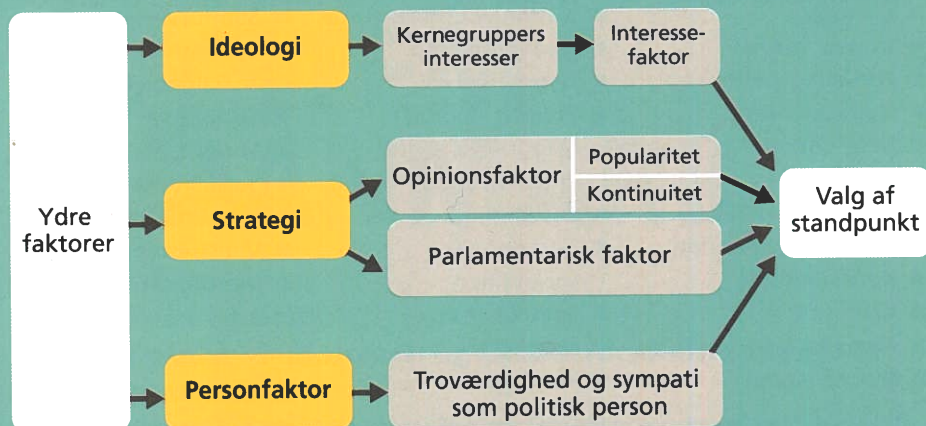 Ydre
faktorer
Ideologi
Kernegruppers
interesser
Interesse-
faktor
Strategi
Opinionsfaktor
Popularitet
Kontinuitet
Parlamentarisk faktor
Personfaktor
Troværdighed og sympati
som politisk person
Valg af
standpunkt